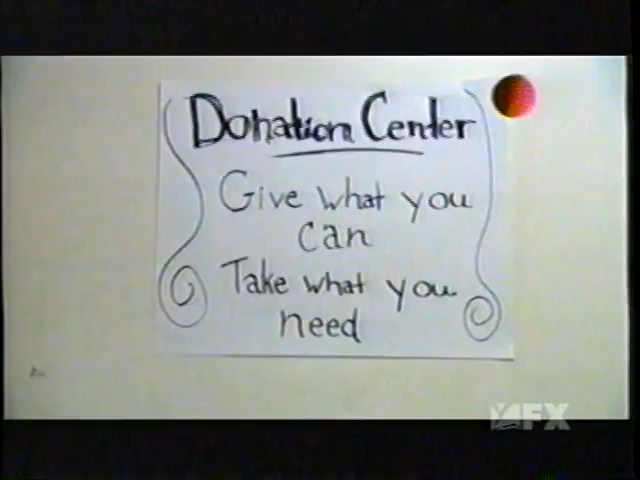 Donation Center
Give what you
can
Take what you
need
FX